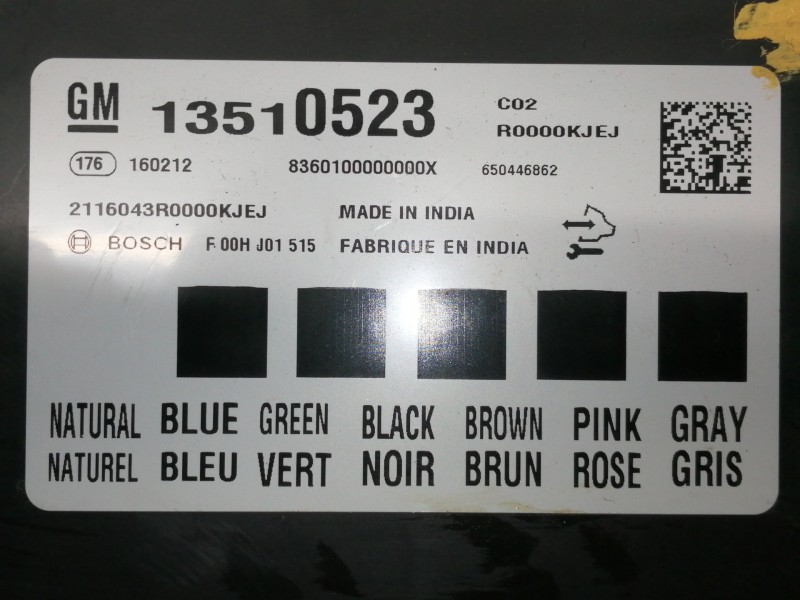 GM 13510523 C02
R0000KJEJ
176 160212 8360100000000X 650446862
2116043R0000KJEJ MADE IN INDIA
BOSCH F 00H J01 515 FABRIQUE EN INDIA
NATURAL BLUE GREEN BLACK BROWN PINK GRAY
NATUREL BLEU VERT NOIR BRUN ROSE GRIS